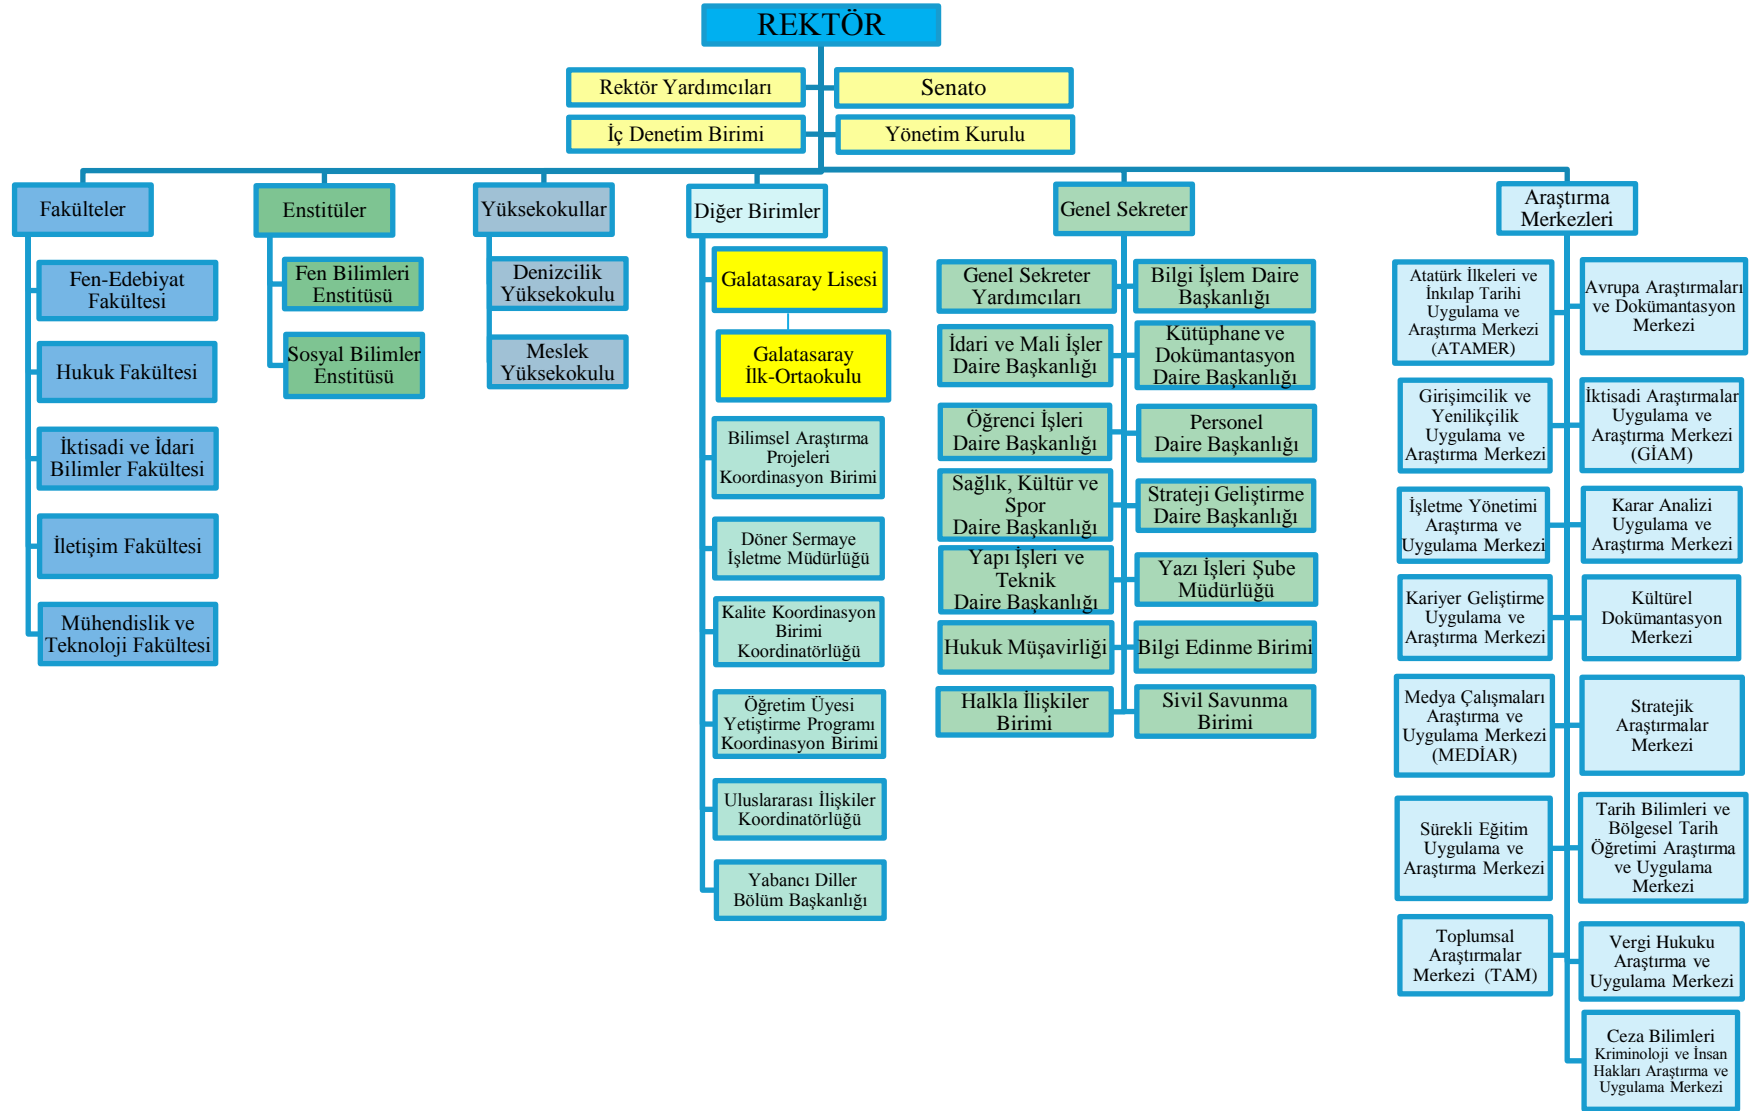 REKTÖR
Rektör Yardımcıları
Senato
İç Denetim Birimi
Yönetim Kurulu
Fakülteler
Fen-Edebiyat
Fakültesi
Hukuk Fakültesi
İktisadi ve İdari
Bilimler Fakültesi
İletişim Fakültesi
Mühendislik ve
Teknoloji Fakültesi
Enstitüler
Fen Bilimleri
Enstitüsü
Sosyal Bilimler
Enstitüsü
Yüksekokullar
Denizcilik
Yüksekokulu
Meslek
Yüksekokulu
Diğer Birimler
Galatasaray Lisesi
Galatasaray
İlk-Ortaokulu
Bilimsel Araştırma
Projeleri
Koordinasyon Birimi
Döner Sermaye
İşletme Müdürlüğü
Kalite Koordinasyon
Birimi
Koordinatörlüğü
Öğretim Üyesi
Yetiştirme Programı
Koordinasyon Birimi
Uluslararası İlişkiler
Koordinatörlüğü
Yabancı Diller
Bölüm Başkanlığı
Genel Sekreter
Genel Sekreter
Yardımcıları
Bilgi İşlem Daire
Başkanlığı
İdari ve Mali İşler
Daire Başkanlığı
Kütüphane ve
Dokümantasyon
Daire Başkanlığı
Öğrenci İşleri
Daire Başkanlığı
Personel
Daire Başkanlığı
Sağlık, Kültür ve
Spor
Daire Başkanlığı
Strateji Geliştirme
Daire Başkanlığı
Yapı İşleri ve
Teknik
Daire Başkanlığı
Yazı İşleri Şube
Müdürlüğü
Hukuk Müşavirliği
Bilgi Edinme Birimi
Halkla İlişkiler
Birimi
Sivil Savunma
Birimi
Araştırma
Merkezleri
Atatürk İlkeleri ve
İnkılap Tarihi
Uygulama ve
Araştırma Merkezi
(ATAMER)
Avrupa Araştırmaları
ve Dokümantasyon
Merkezi
Girişimcilik ve
Yenilikçilik
Uygulama ve
Araştırma Merkezi
İktisadi Araştırmalar
Uygulama ve
Araştırma Merkezi
(GİAM)
İşletme Yönetimi
Araştırma ve
Uygulama Merkezi
Karar Analizi
Uygulama ve
Araştırma Merkezi
Kariyer Geliştirme
Uygulama ve
Araştırma Merkezi
Kültürel
Dokümantasyon
Merkezi
Medya Çalışmaları
Araştırma ve
Uygulama Merkezi
(MEDİAR)
Stratejik
Araştırmalar
Merkezi
Sürekli Eğitim
Uygulama ve
Araştırma Merkezi
Tarih Bilimleri ve
Bölgesel Tarih
Öğretimi Araştırma
ve Uygulama
Merkezi
Toplumsal
Araştırmalar
Merkezi (TAM)
Vergi Hukuku
Araştırma ve
Uygulama Merkezi
Ceza Bilimleri
Kriminoloji ve İnsan
Hakları Araştırma ve
Uygulama Merkezi